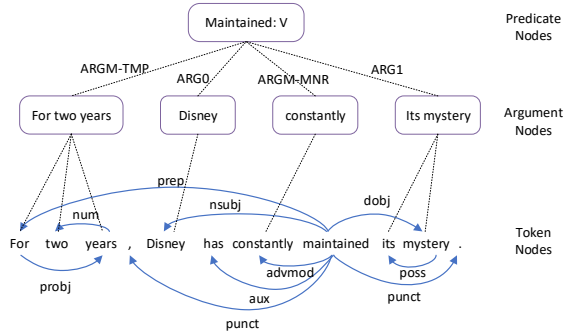 Maintained: V
Predicate
Nodes
ARGM-TMP
ARG0
ARGM-MNR
ARG1
For two years
Disney
constantly
Its mystery
Argument
Nodes
prep
num
nsubj
dobj
For two years , Disney has constantly maintained its mystery .
Token
Nodes
probj
advmod
poss
aux
punct
punct